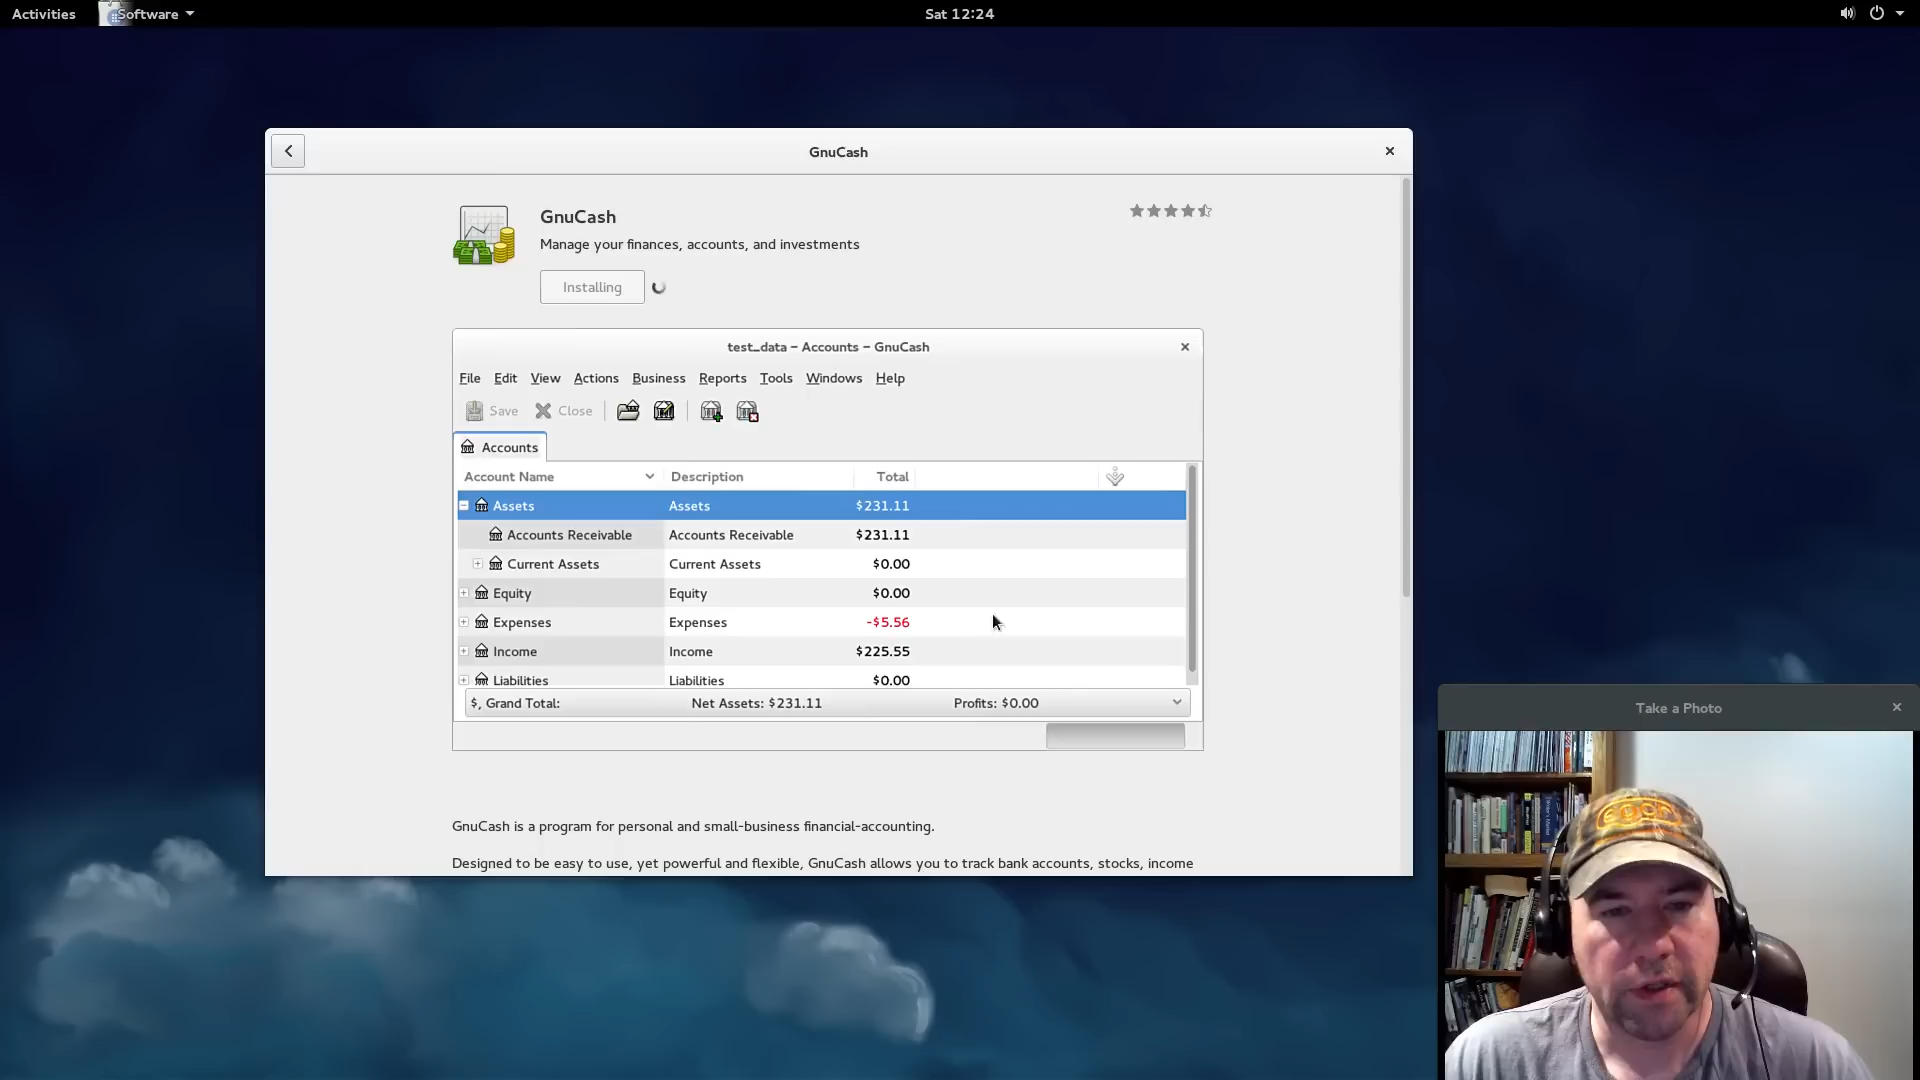 Activities Software Sat 12:24
GnuCash
GnuCash
Manage your finances, accounts, and investments
Installing
test_data – Accounts – GnuCash
File Edit View Actions Business Reports Tools Windows Help
Save Close
Accounts
Account Name Description Total
Assets Assets $231.11
Accounts Receivable Accounts Receivable $231.11
Current Assets Current Assets $0.00
Equity Equity $0.00
Expenses Expenses -$5.56
Income Income $225.55
Liabilities Liabilities $0.00
$, Grand Total: Net Assets: $231.11 Profits: $0.00
GnuCash is a program for personal and small-business financial-accounting.
Designed to be easy to use, yet powerful and flexible, GnuCash allows you to track bank accounts, stocks, income
Take a Photo